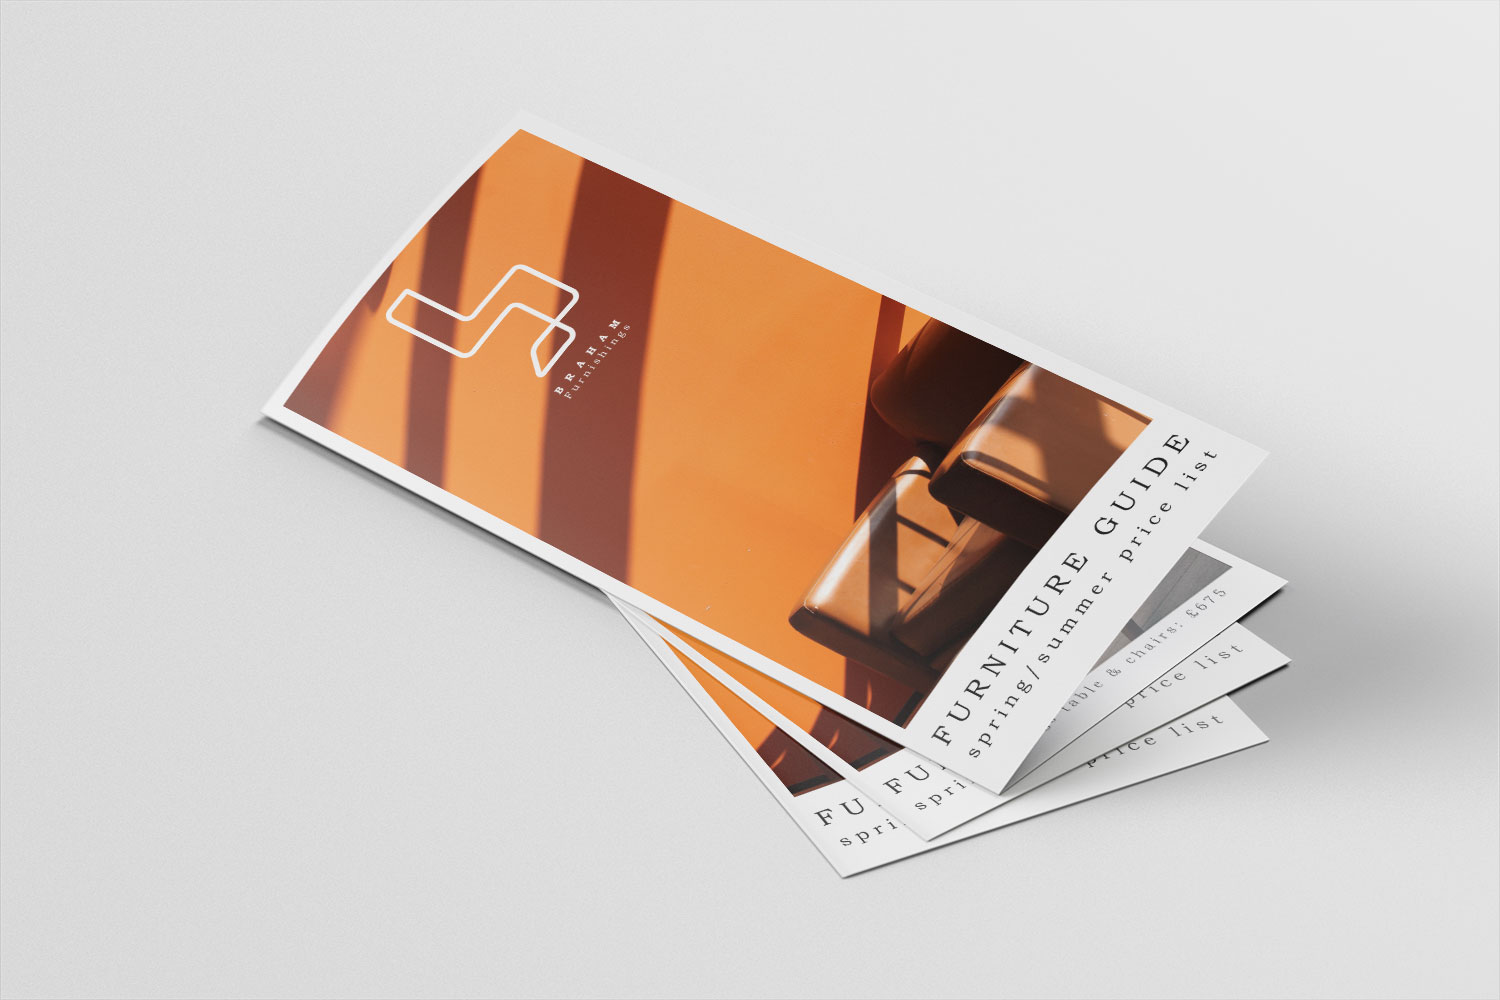 BRAHAM
Furnishings
FURNITURE GUIDE
spring/summer price list
table & chairs: £675
FU
spri
price list
FU
spri
price list